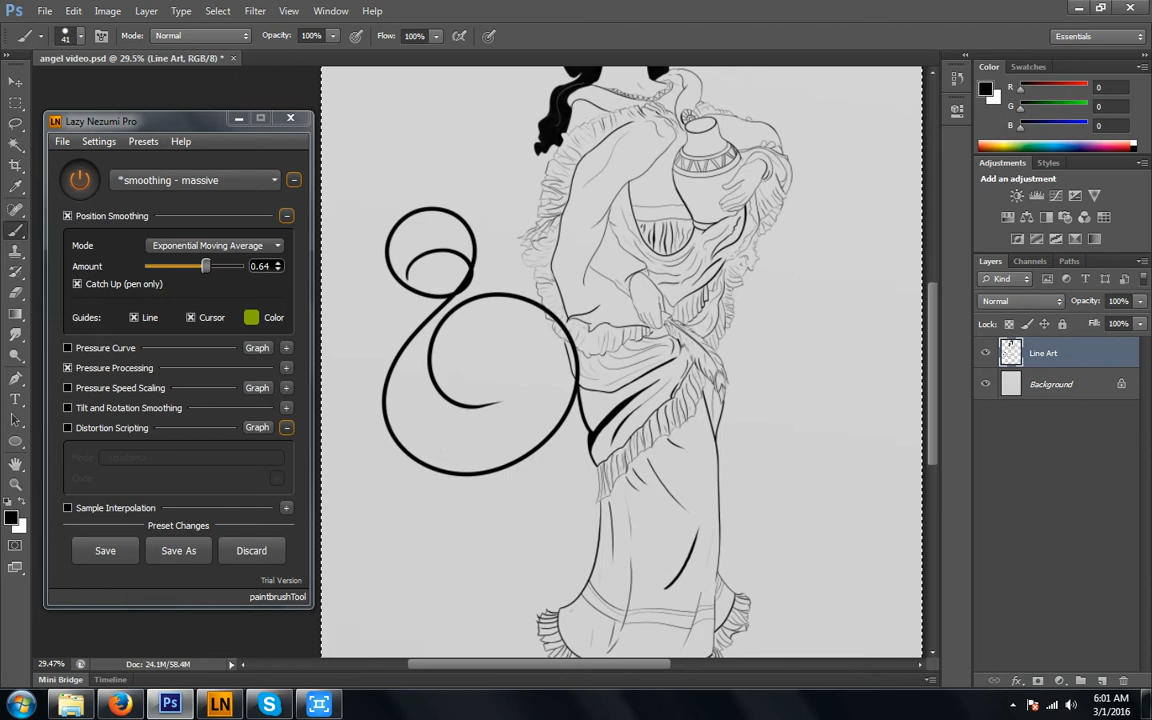 Ps File Edit Image Layer Type Select Filter View Window Help
41 Mode: Normal Opacity: 100% Flow: 100% Essentials
angel video.psd @ 29.5% (Line Art, RGB/8) * ×
LN Lazy Nezumi Pro
File Settings Presets Help
*smoothing - massive
Position Smoothing
Mode Exponential Moving Average
Amount 0.64
Catch Up (pen only)
Guides: Line Cursor Color
Pressure Curve Graph
Pressure Processing
Pressure Speed Scaling Graph
Tilt and Rotation Smoothing
Distortion Scripting Graph
Mode
Code
Sample Interpolation
Preset Changes
Save Save As Discard
Trial Version
paintbrushTool
Color Swatches
R 0
G 0
B 0
Adjustments Styles
Add an adjustment
Layers Channels Paths
Kind
Normal Opacity: 100%
Lock: Fill: 100%
Line Art
Background
fx
29.47% Doc: 24.1M/58.4M
Mini Bridge Timeline
Ps LN S
6:01 AM
3/1/2016